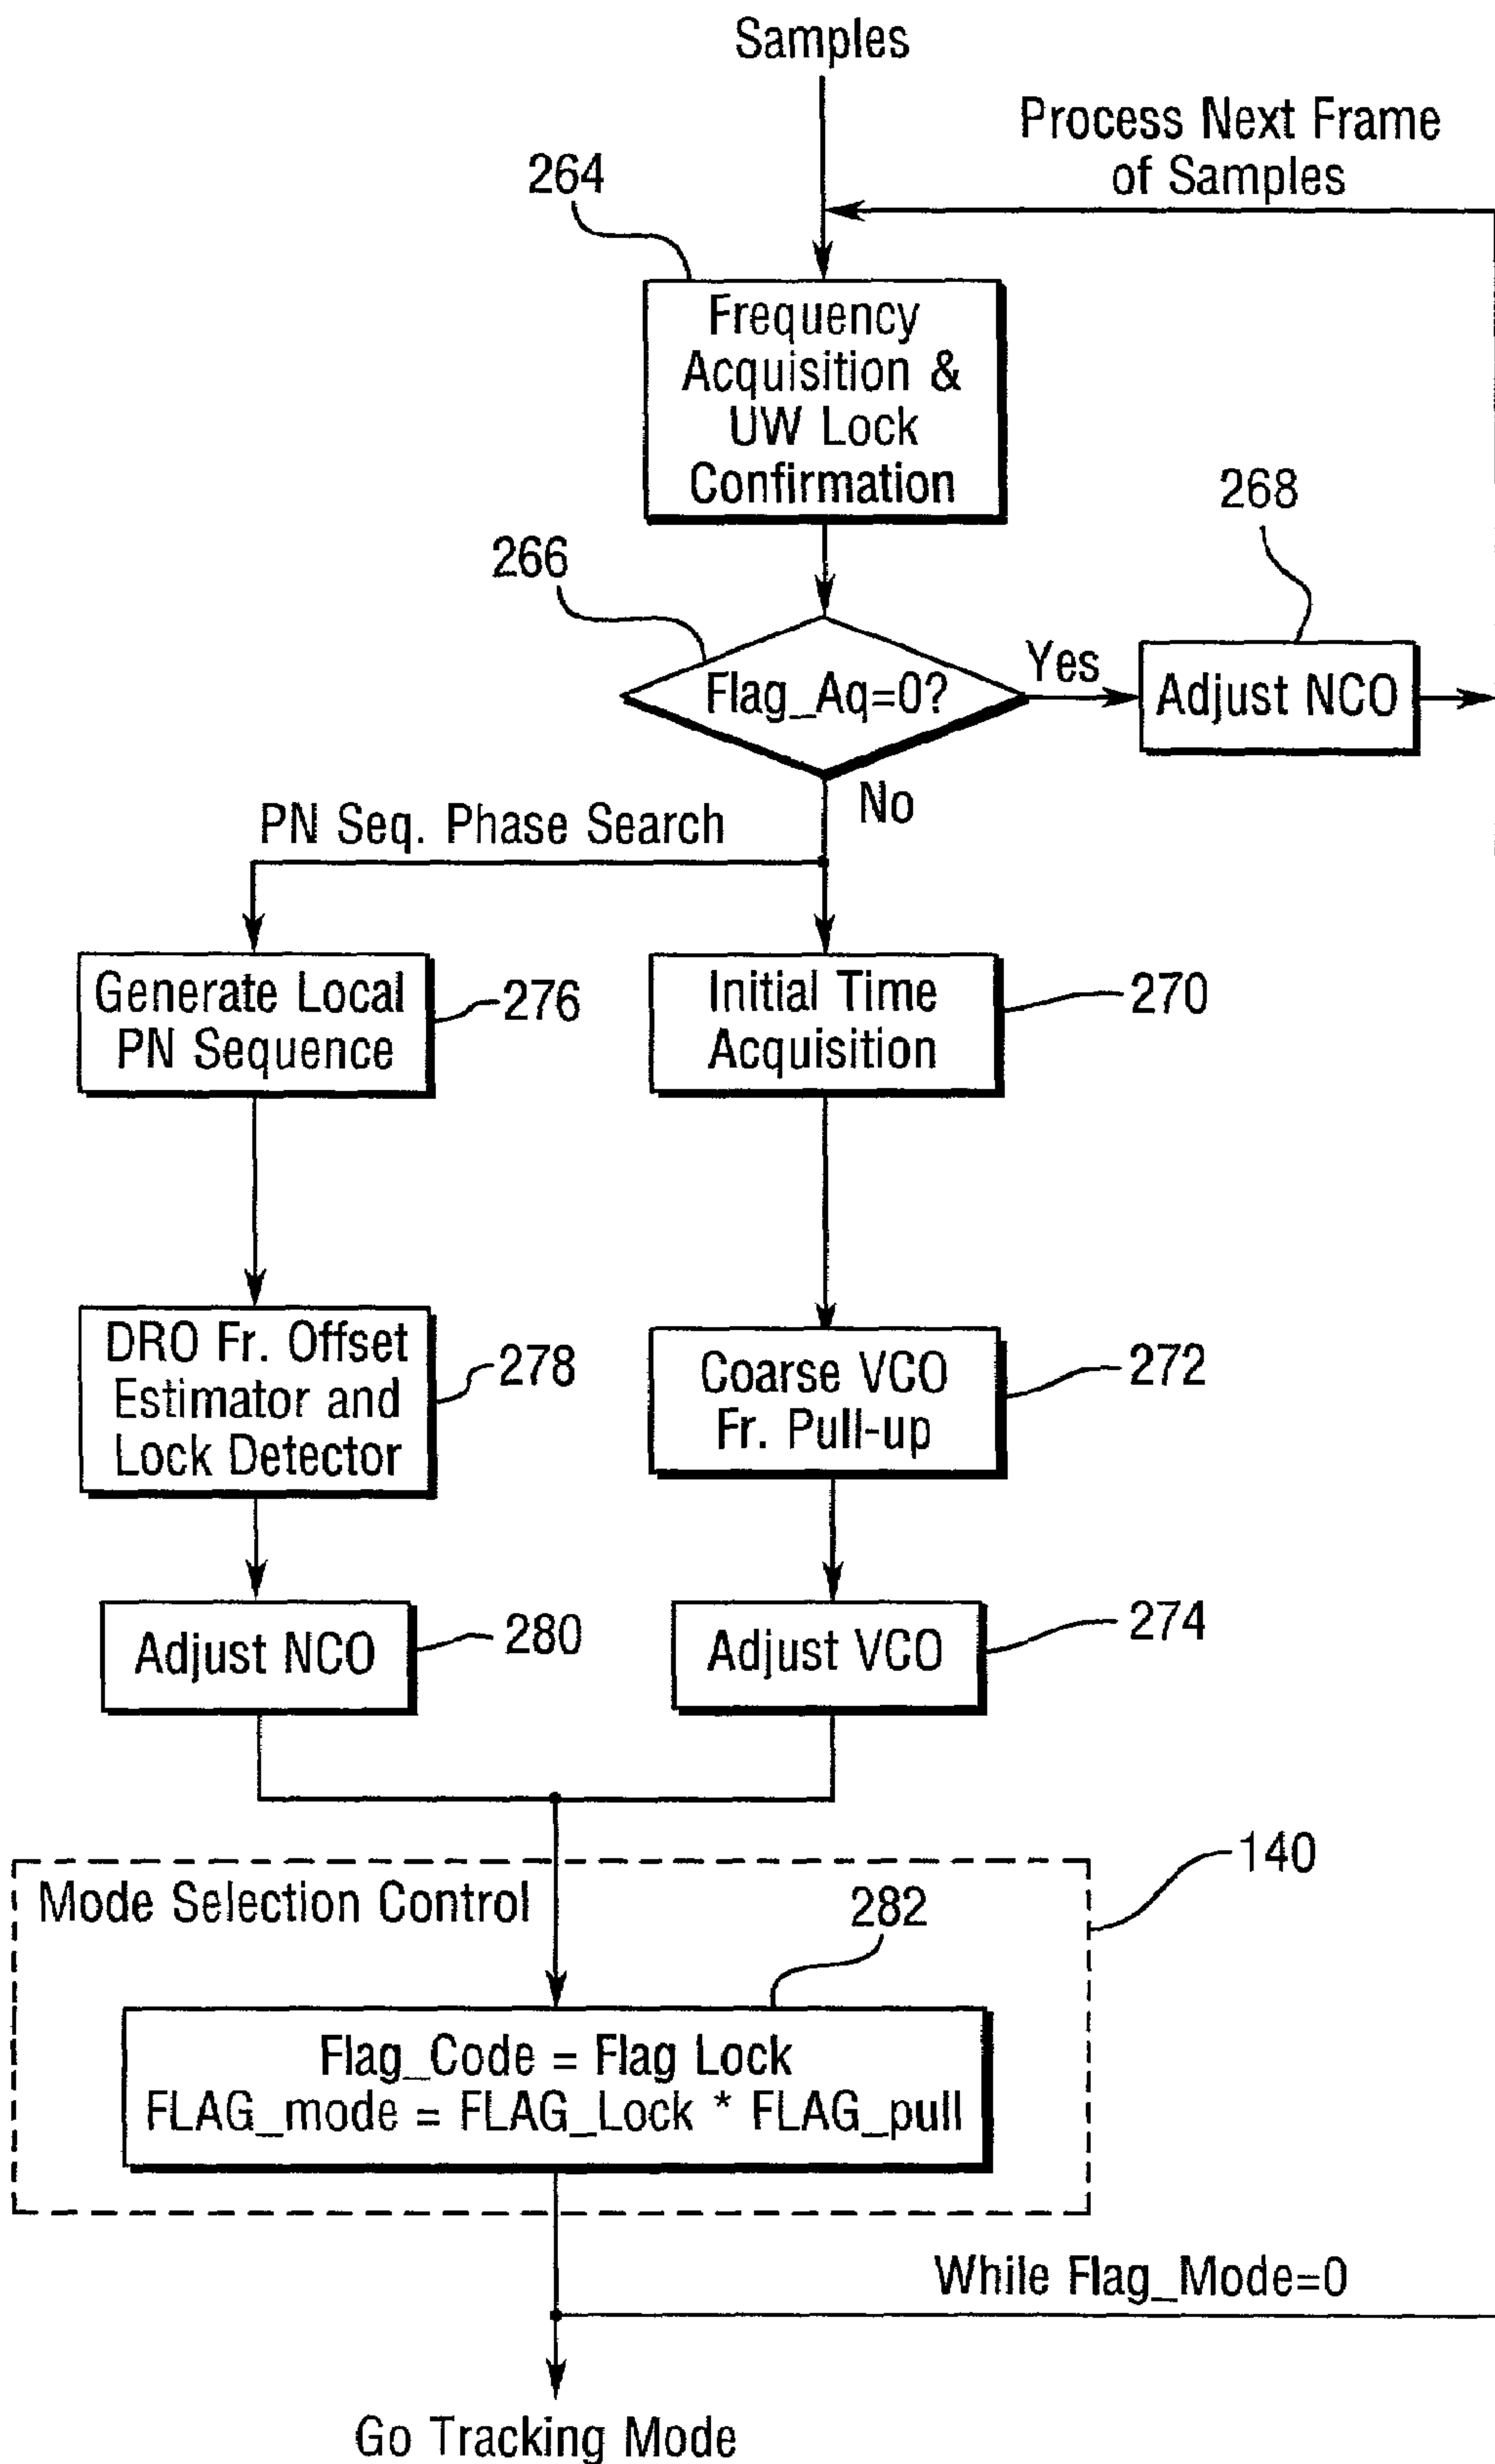 Samples
Process Next Frame
of Samples
264
Frequency
Acquisition &
UW Lock
Confirmation
266
268
Flag_Aq=0?
Yes
Adjust NCO
No
PN Seq. Phase Search
Generate Local
PN Sequence
276
Initial Time
Acquisition
270
DRO Fr. Offset
Estimator and
Lock Detector
278
Coarse VCO
Fr. Pull-up
272
Adjust NCO
280
Adjust VCO
274
140
Mode Selection Control
282
Flag_Code = Flag Lock
FLAG_mode = FLAG_Lock * FLAG_pull
While Flag_Mode=0
Go Tracking Mode